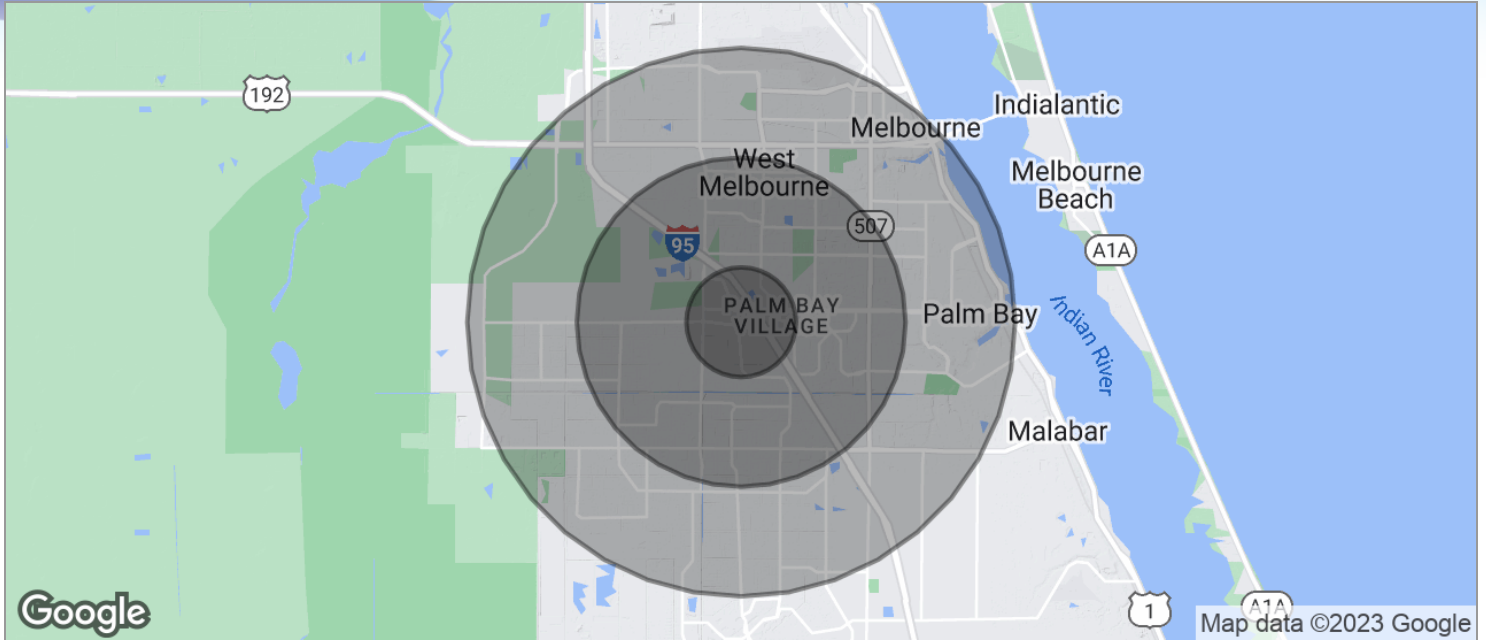 192
Indialantic
Melbourne
West
Melbourne
Melbourne
Beach
507
95
A1A
PALM BAY
VILLAGE
Palm Bay
Indian River
Malabar
1
A1A
Google
Map data ©2023 Google